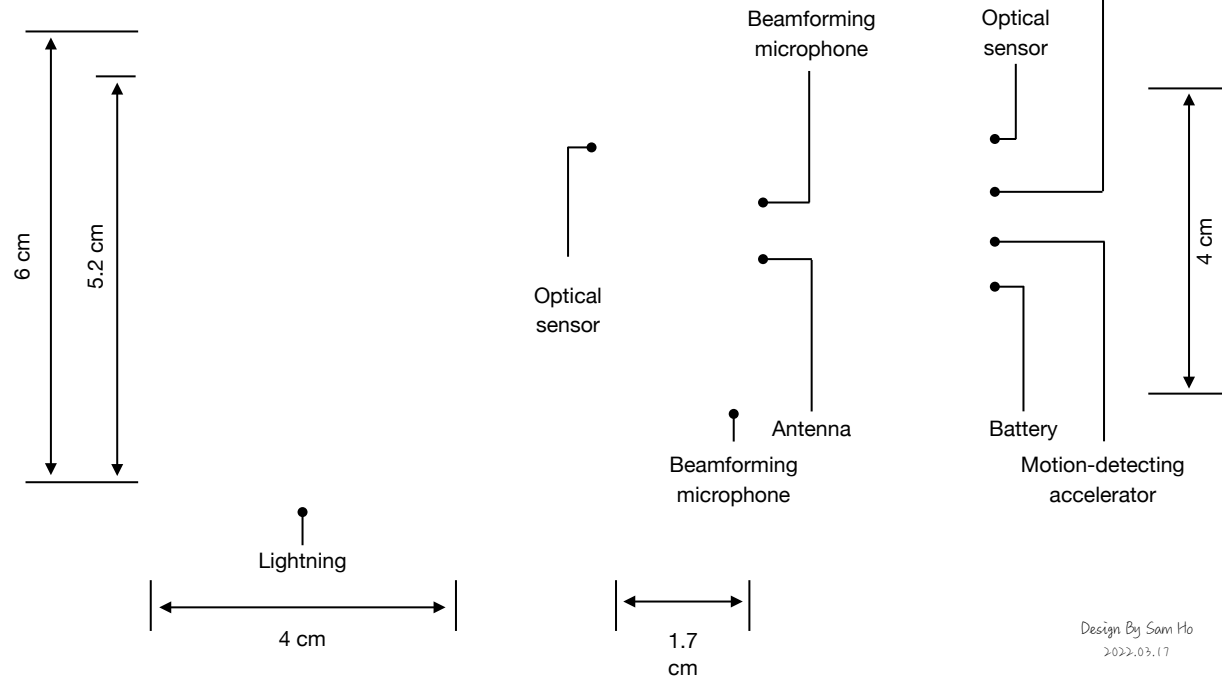 Beamforming
microphone
Optical
sensor
6 cm
5.2 cm
4 cm
Optical
sensor
Antenna
Battery
Beamforming
microphone
Motion-detecting
accelerator
Lightning
4 cm
1.7
cm
Design By Sam Ho
2022.03.17